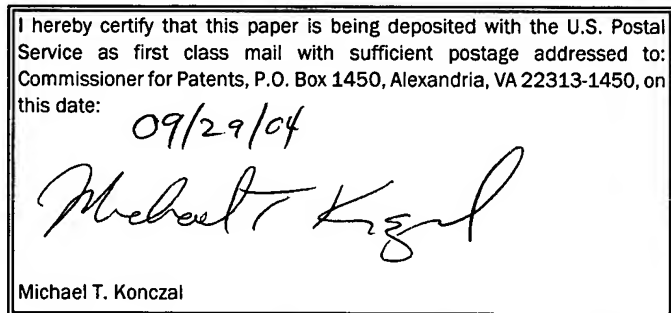 I hereby certify that this paper is being deposited with the U.S. Postal
Service as first class mail with sufficient postage addressed to:
Commissioner for Patents, P.O. Box 1450, Alexandria, VA 22313-1450, on
this date:
09/29/04
Michael T Konczal
Michael T. Konczal